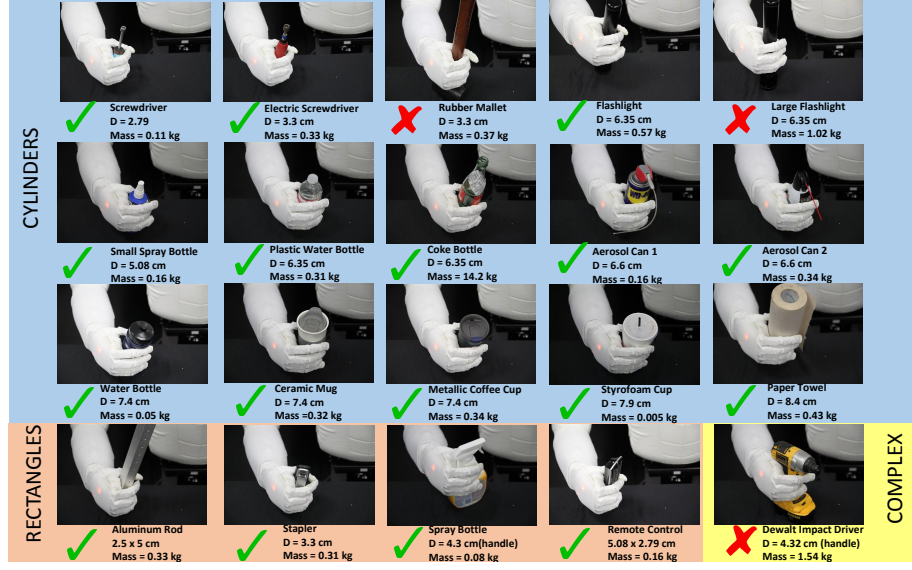 CYLINDERS
Screwdriver
D = 2.79
Mass = 0.11 kg
Electric Screwdriver
D = 3.3 cm
Mass = 0.33 kg
Rubber Mallet
D = 3.3 cm
Mass = 0.37 kg
Flashlight
D = 6.35 cm
Mass = 0.57 kg
Large Flashlight
D = 6.35 cm
Mass = 1.02 kg
Small Spray Bottle
D = 5.08 cm
Mass = 0.16 kg
Plastic Water Bottle
D = 6.35 cm
Mass = 0.31 kg
Coke Bottle
D = 6.35 cm
Mass = 14.2 kg
Aerosol Can 1
D = 6.6 cm
Mass = 0.16 kg
Aerosol Can 2
D = 6.6 cm
Mass = 0.34 kg
Water Bottle
D = 7.4 cm
Mass = 0.05 kg
Ceramic Mug
D = 7.4 cm
Mass =0.32 kg
Metallic Coffee Cup
D = 7.4 cm
Mass = 0.34 kg
Styrofoam Cup
D = 7.9 cm
Mass = 0.005 kg
Paper Towel
D = 8.4 cm
Mass = 0.43 kg
RECTANGLES
Aluminum Rod
2.5 x 5 cm
Mass = 0.33 kg
Stapler
D = 3.3 cm
Mass = 0.31 kg
Spray Bottle
D = 4.3 cm(handle)
Mass = 0.08 kg
Remote Control
5.08 x 2.79 cm
Mass = 0.16 kg
Dewalt Impact Driver
D = 4.32 cm (handle)
Mass = 1.54 kg
COMPLEX